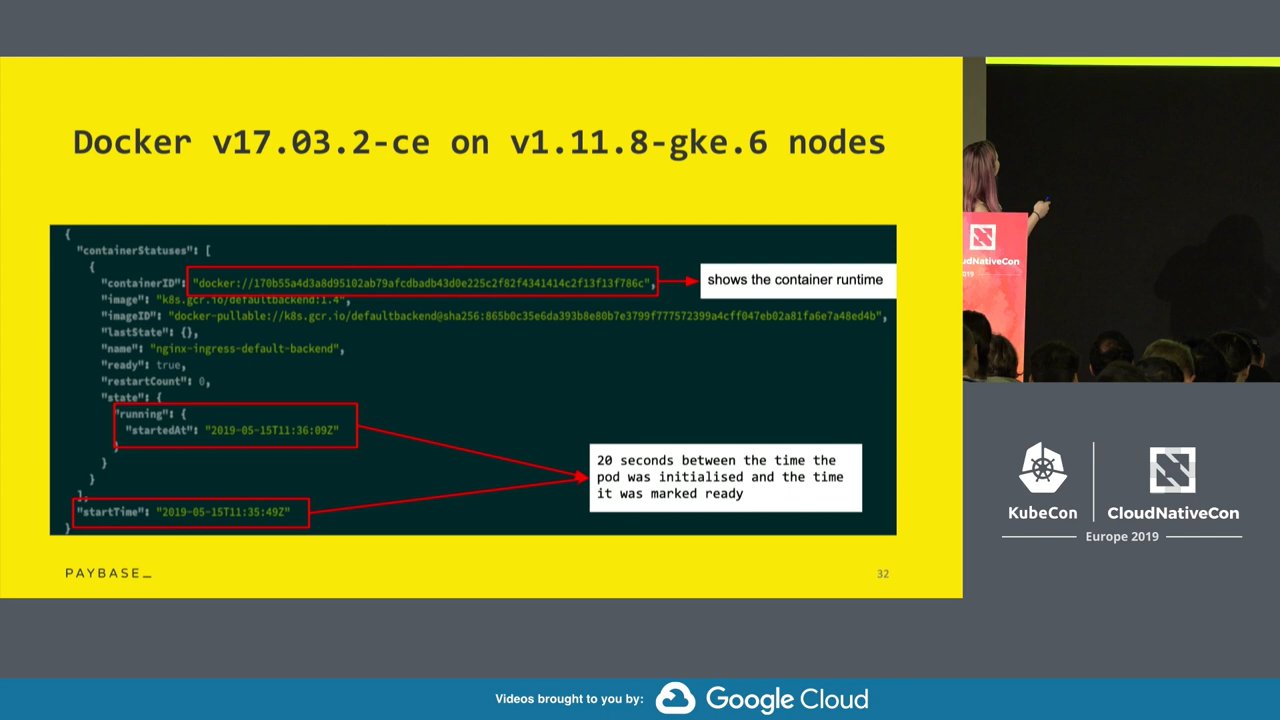 Docker v17.03.2-ce on v1.11.8-gke.6 nodes
{
"containerStatuses": [
{
"containerID": "docker://170b55a4d3a8d95102ab79afcdbadb43d0e225c2f82f4341414c2f13f13f786c",
shows the container runtime
"image": "k8s.gcr.io/defaultbackend:1.4",
"imageID": "docker-pullable://k8s.gcr.io/defaultbackend@sha256:865b0c35e6da393b8e80b7e3799f777572399a4cff047eb02a81fa6e7a48ed4b",
"lastState": {},
"name": "nginx-ingress-default-backend",
"ready": true,
"restartCount": 0,
"state": {
"running": {
"startedAt": "2019-05-15T11:36:09Z"
}
}
}
],
"startTime": "2019-05-15T11:35:49Z"
}
20 seconds between the time the
pod was initialised and the time
it was marked ready
PAYBASE_
32
udNativeCon
019
KubeCon
CloudNativeCon
Europe 2019
Videos brought to you by:
Google Cloud